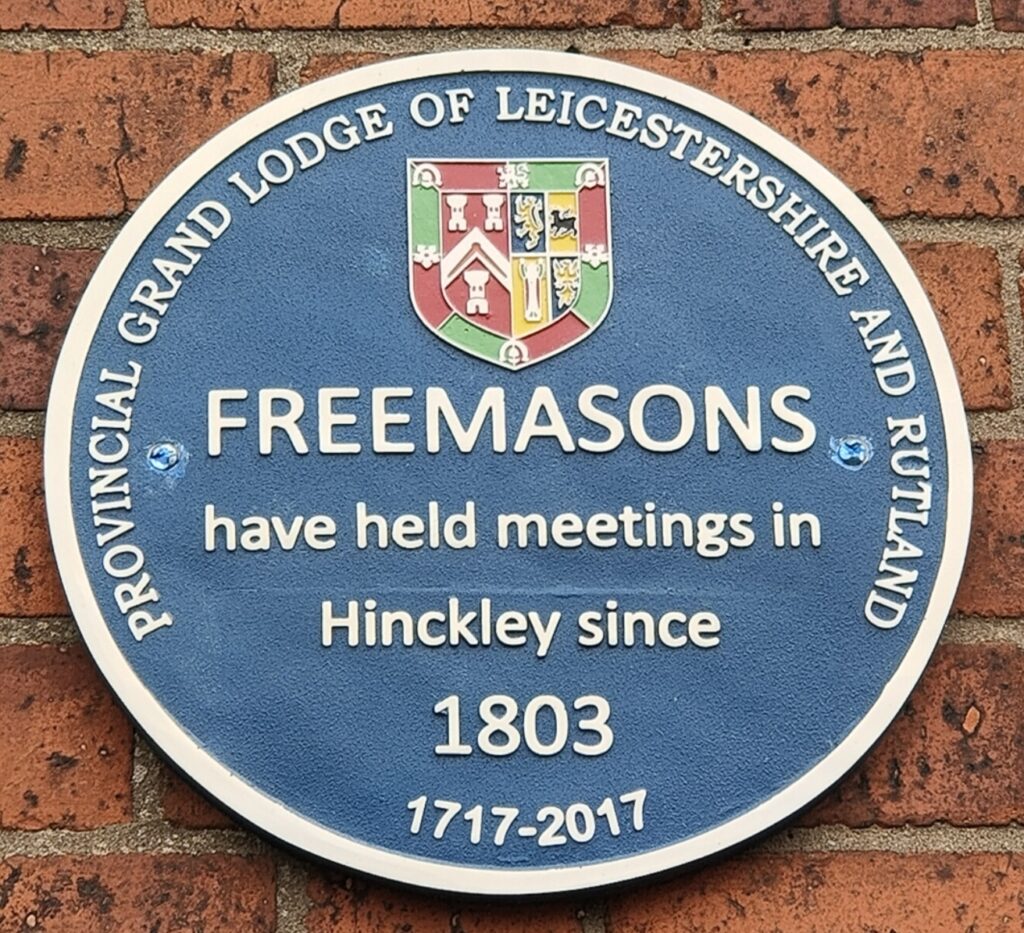 PROVINCIAL GRAND LODGE OF LEICESTERSHIRE AND RUTLAND
FREEMASONS
have held meetings in
Hinckley since
1803
1717-2017